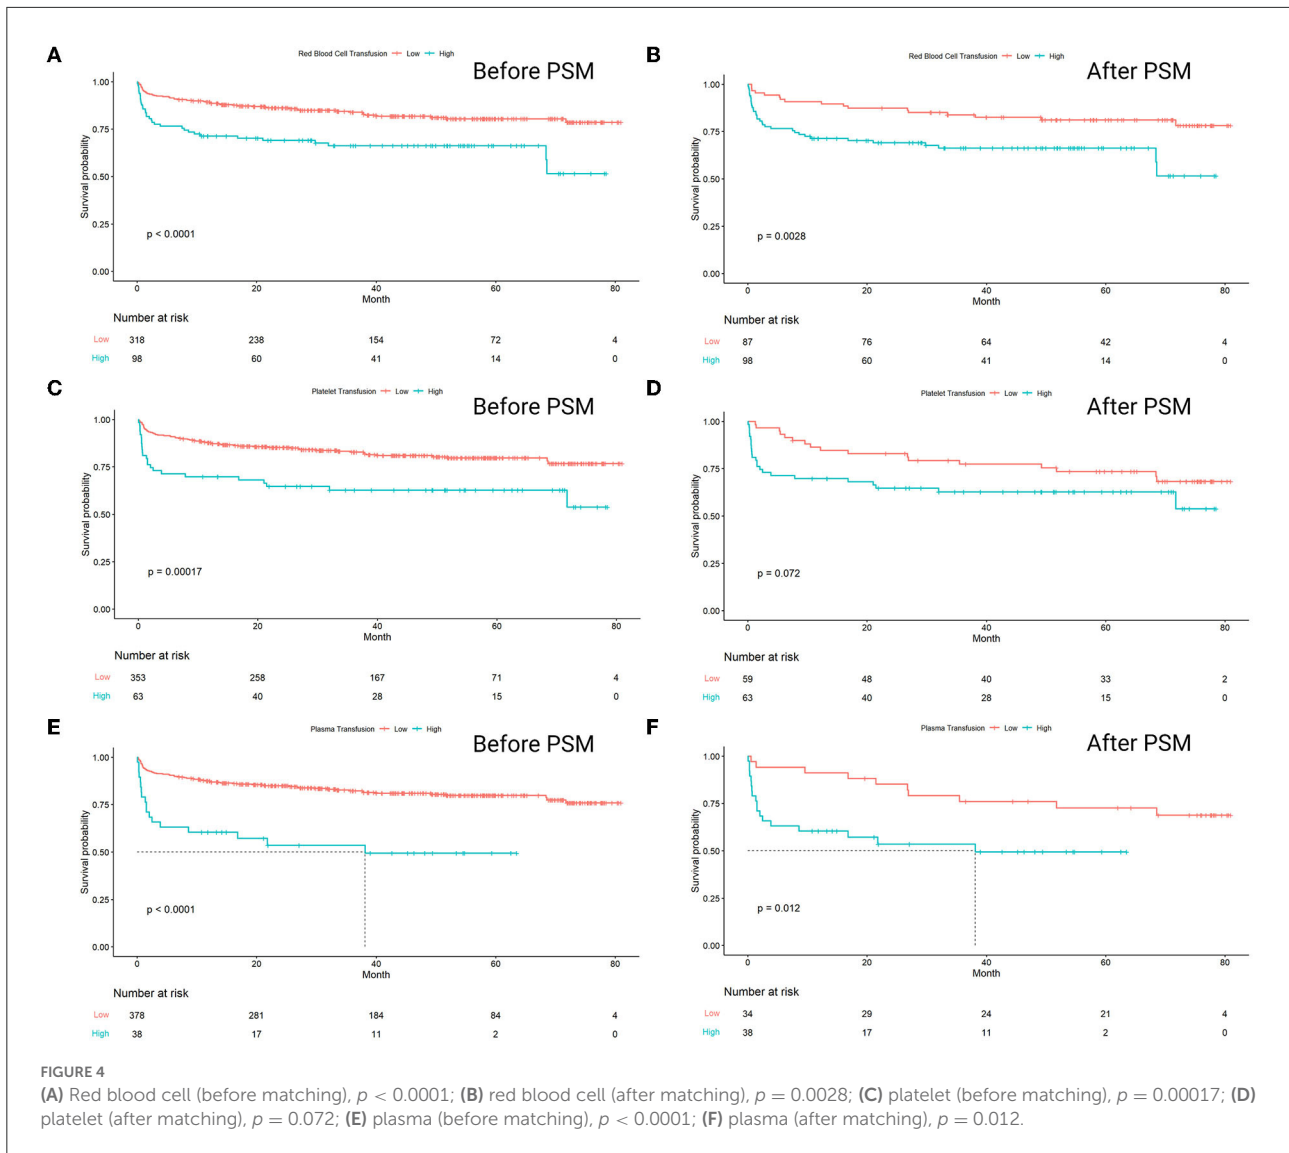 A
Red Blood Cell Transfusion Low High
Before PSM
1.00
0.75
0.50
0.25
0.00
Survival probability
p < 0.0001
0 20 40 60 80
Month
Number at risk
Low 318 238 154 72 4
High 98 60 41 14 0
B
Red Blood Cell Transfusion Low High
After PSM
1.00
0.75
0.50
0.25
0.00
Survival probability
p = 0.0028
0 20 40 60 80
Month
Number at risk
Low 87 76 64 42 4
High 98 60 41 14 0
C
Platelet Transfusion Low High
Before PSM
1.00
0.75
0.50
0.25
0.00
Survival probability
p = 0.00017
0 20 40 60 80
Month
Number at risk
Low 353 258 167 71 4
High 63 40 28 15 0
D
Platelet Transfusion Low High
After PSM
1.00
0.75
0.50
0.25
0.00
Survival probability
p = 0.072
0 20 40 60 80
Month
Number at risk
Low 59 48 40 33 2
High 63 40 28 15 0
E
Plasma Transfusion Low High
Before PSM
1.00
0.75
0.50
0.25
0.00
Survival probability
p < 0.0001
0 20 40 60 80
Month
Number at risk
Low 378 281 184 84 4
High 38 17 11 2 0
F
Plasma Transfusion Low High
After PSM
1.00
0.75
0.50
0.25
0.00
Survival probability
p = 0.012
0 20 40 60 80
Month
Number at risk
Low 34 29 24 21 4
High 38 17 11 2 0
FIGURE 4
(A) Red blood cell (before matching), p < 0.0001; (B) red blood cell (after matching), p = 0.0028; (C) platelet (before matching), p = 0.00017; (D)
platelet (after matching), p = 0.072; (E) plasma (before matching), p < 0.0001; (F) plasma (after matching), p = 0.012.